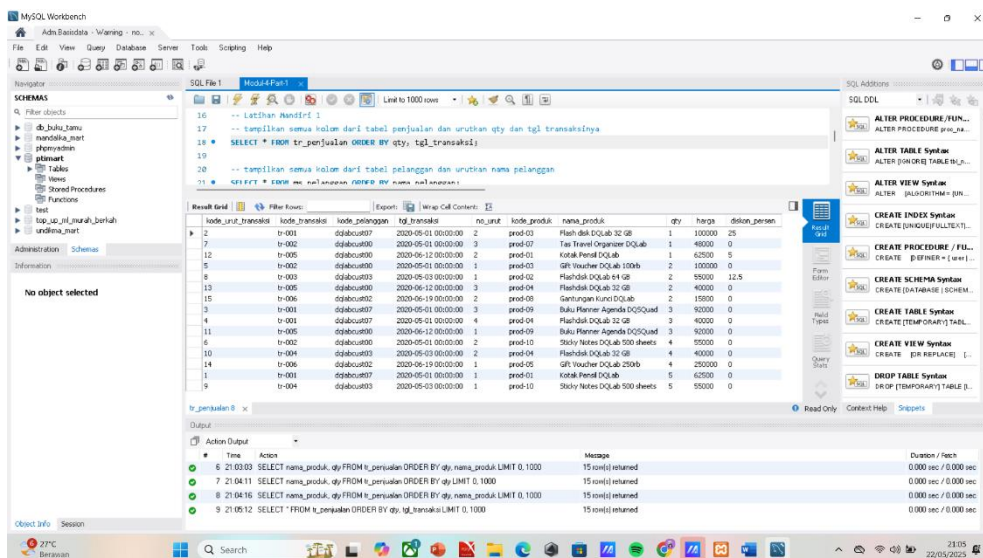 MySQL Workbench
Adm.Basisdata - Warning - no...
File Edit View Query Database Server Tools Scripting Help
Navigator
SCHEMAS
Filter objects
db_buku_tamu
mandalika_mart
phpmyadmin
ptimart
Tables
Views
Stored Procedures
Functions
test
top_up_ml_murah_berkah
undikma_mart
Administration Schemas
Information
No object selected
Object Info Session
SQL File 1 Modul-4-Part-1
Limit to 1000 rows
16 -- Latihan Mandiri 1
17 -- tampilkan semua kolom dari tabel penjualan dan urutkan qty dan tgl transaksinya
18 SELECT * FROM tr_penjualan ORDER BY qty, tgl_transaksi;
19
20 -- tampilkan semua kolom dari tabel pelanggan dan urutkan nama pelanggan
21 SELECT * FROM ms_pelanggan ORDER BY nama_pelanggan;
Result Grid Filter Rows: Export: Wrap Cell Content:
kode_urut_transaksi kode_transaksi kode_pelanggan tgl_transaksi no_urut kode_produk nama_produk qty harga diskon_persen
2 tr-001 dqlabcust07 2020-05-01 00:00:00 2 prod-03 Flash disk DQLab 32 GB 1 100000 25
7 tr-002 dqlabcust00 2020-05-01 00:00:00 3 prod-07 Tas Travel Organizer DQLab 1 48000 0
12 tr-005 dqlabcust00 2020-06-12 00:00:00 2 prod-01 Kotak Pensil DQLab 1 62500 5
5 tr-002 dqlabcust00 2020-05-01 00:00:00 1 prod-03 Gift Voucher DQLab 100rb 2 100000 0
8 tr-003 dqlabcust03 2020-05-03 00:00:00 1 prod-02 Flashdisk DQLab 64 GB 2 55000 12.5
13 tr-005 dqlabcust00 2020-06-12 00:00:00 3 prod-04 Flashdisk DQLab 32 GB 2 40000 0
15 tr-006 dqlabcust02 2020-06-19 00:00:00 2 prod-08 Gantungan Kunci DQLab 2 15800 0
3 tr-001 dqlabcust07 2020-05-01 00:00:00 3 prod-09 Buku Planner Agenda DQSQuad 3 92000 0
4 tr-001 dqlabcust07 2020-05-01 00:00:00 4 prod-04 Flashdisk DQLab 32 GB 3 40000 0
11 tr-005 dqlabcust00 2020-06-12 00:00:00 1 prod-09 Buku Planner Agenda DQSQuad 3 92000 0
6 tr-002 dqlabcust00 2020-05-01 00:00:00 2 prod-10 Sticky Notes DQLab 500 sheets 4 55000 0
10 tr-004 dqlabcust03 2020-05-03 00:00:00 2 prod-04 Flashdisk DQLab 32 GB 4 40000 0
14 tr-006 dqlabcust02 2020-06-19 00:00:00 1 prod-05 Gift Voucher DQLab 250rb 4 250000 0
1 tr-001 dqlabcust07 2020-05-01 00:00:00 1 prod-01 Kotak Pensil DQLab 5 62500 0
9 tr-004 dqlabcust03 2020-05-03 00:00:00 1 prod-10 Sticky Notes DQLab 500 sheets 5 55000 0
Result Grid
Form Editor
Field Types
Query Stats
tr_penjualan 8
Read Only
Output
Action Output
# Time Action Message Duration / Fetch
6 21:03:03 SELECT nama_produk, qty FROM tr_penjualan ORDER BY qty, nama_produk LIMIT 0, 1000 15 row(s) returned 0.000 sec / 0.000 sec
7 21:04:11 SELECT nama_produk, qty FROM tr_penjualan ORDER BY qty LIMIT 0, 1000 15 row(s) returned 0.000 sec / 0.000 sec
8 21:04:16 SELECT nama_produk, qty FROM tr_penjualan ORDER BY qty, nama_produk LIMIT 0, 1000 15 row(s) returned 0.000 sec / 0.000 sec
9 21:05:12 SELECT * FROM tr_penjualan ORDER BY qty, tgl_transaksi LIMIT 0, 1000 15 row(s) returned 0.000 sec / 0.000 sec
SQL Additions
SQL DDL
ALTER PROCEDURE/FUN...
ALTER PROCEDURE proc_na...
ALTER TABLE Syntax
ALTER [IGNORE] TABLE tbl_n...
ALTER VIEW Syntax
ALTER [ALGORITHM = {UN...
CREATE INDEX Syntax
CREATE [UNIQUE|FULLTEXT|...
CREATE PROCEDURE / FU...
CREATE [DEFINER = { user | ...
CREATE SCHEMA Syntax
CREATE {DATABASE | SCHEM...
CREATE TABLE Syntax
CREATE [TEMPORARY] TABL...
CREATE VIEW Syntax
CREATE [OR REPLACE] [...
DROP TABLE Syntax
DROP [TEMPORARY] TABLE [I...
Context Help Snippets
27°C
Berawan
Search
21:05
22/05/2025